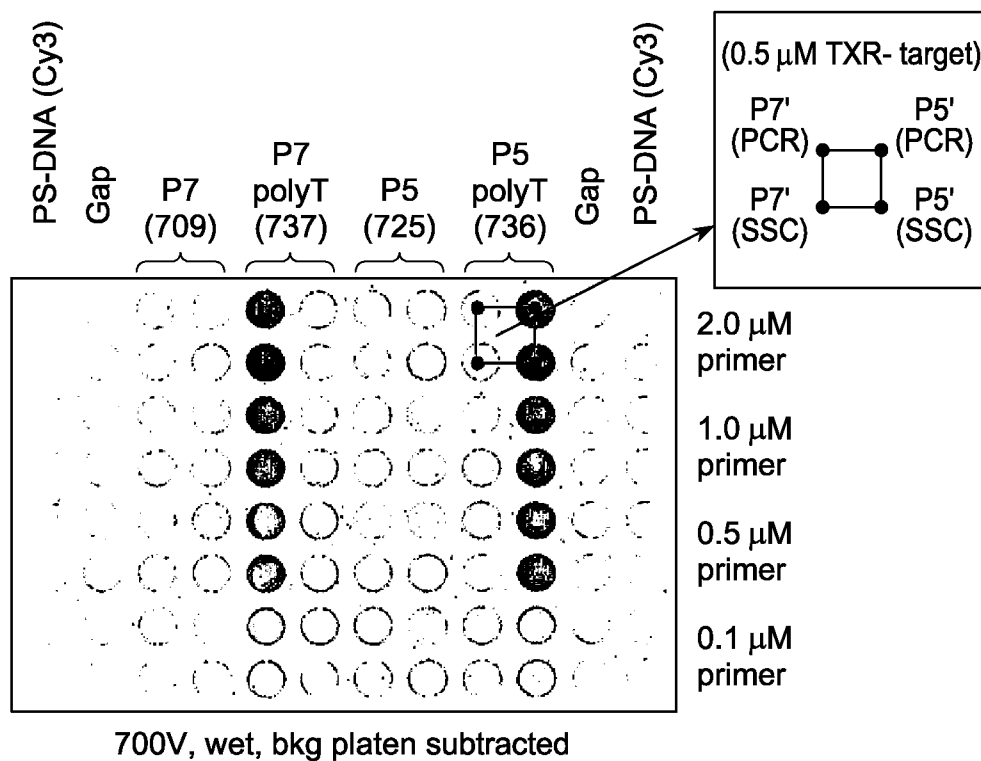 PS-DNA (Cy3)
Gap
P7
(709)
P7
polyT
(737)
P5
(725)
P5
polyT
(736)
Gap
PS-DNA (Cy3)
(0.5 μM TXR- target)
P7'
(PCR)
P5'
(PCR)
P7'
(SSC)
P5'
(SSC)
2.0 μM
primer
1.0 μM
primer
0.5 μM
primer
0.1 μM
primer
700V, wet, bkg platen subtracted